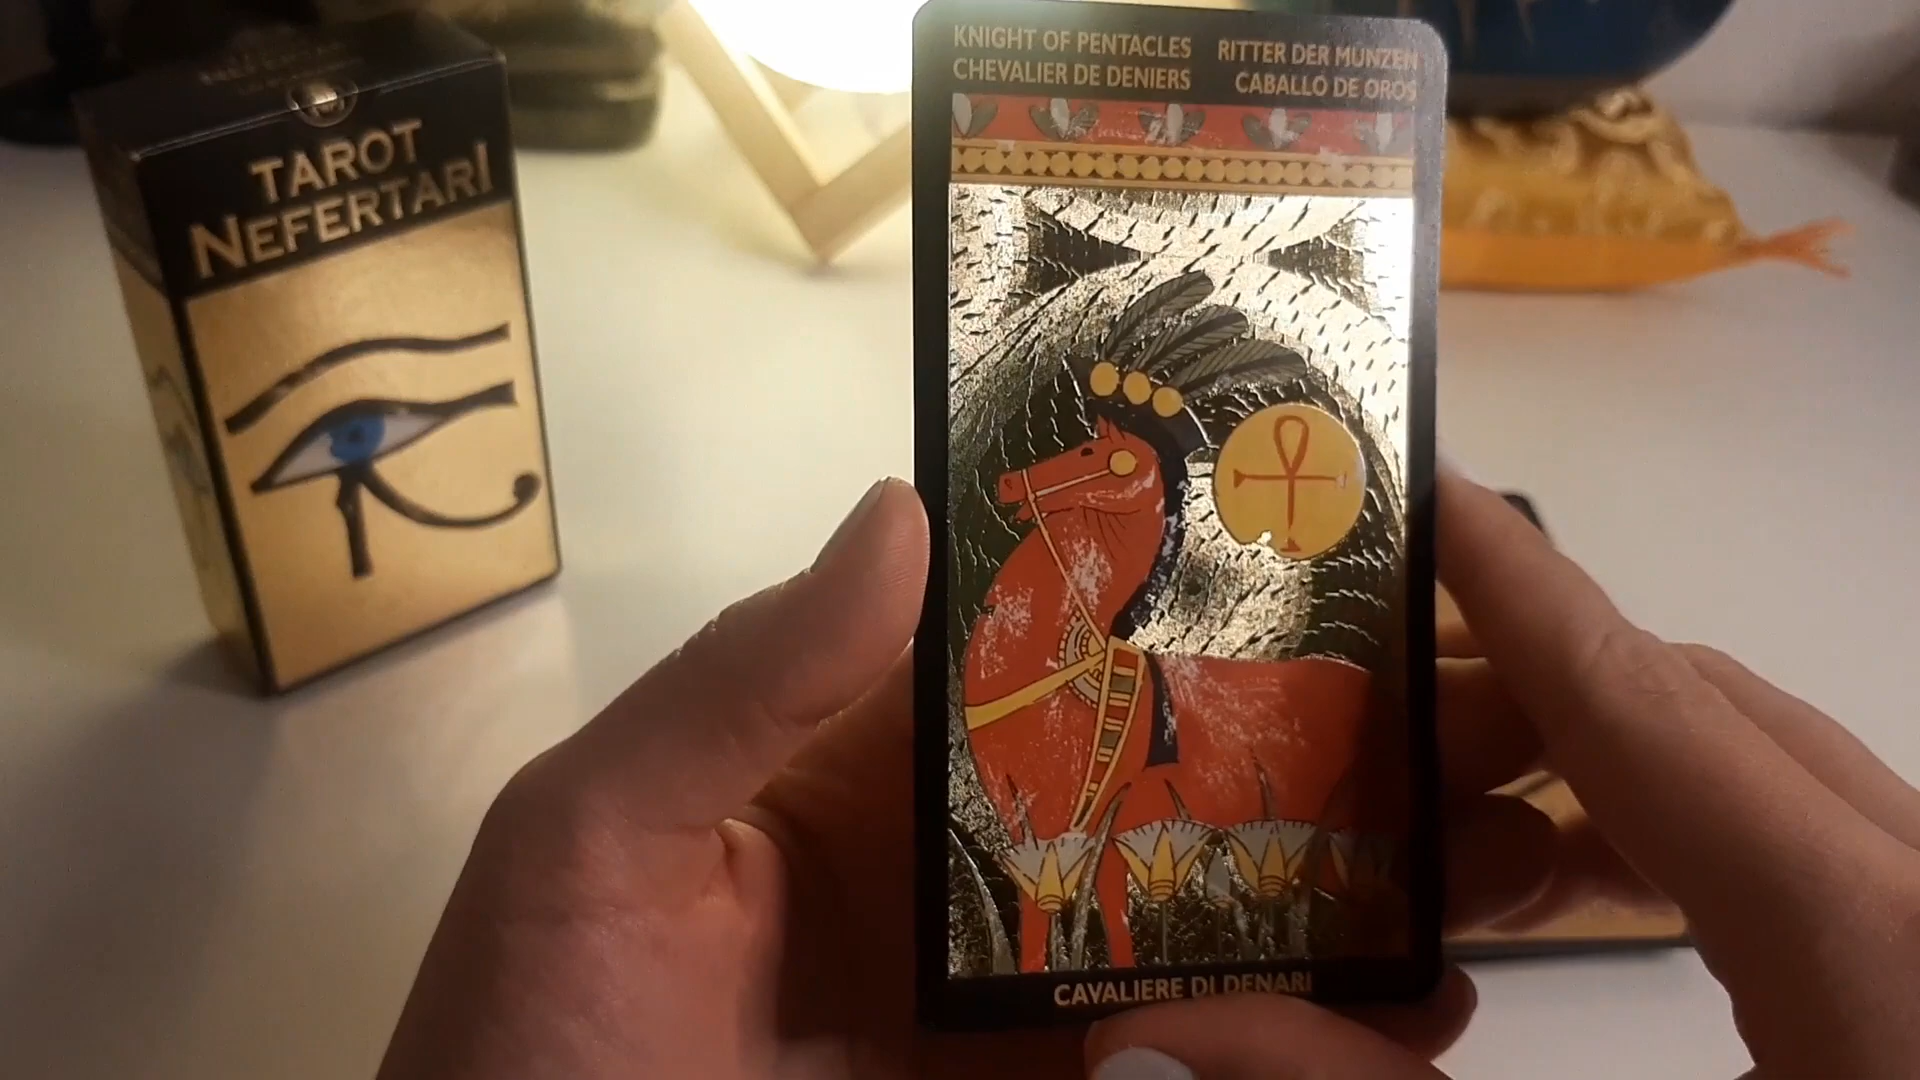 TAROT
NEFERTARI
KNIGHT OF PENTACLES
CHEVALIER DE DENIERS
RITTER DER MUNZEN
CABALLO DE OROS
CAVALIERE DI DENARI